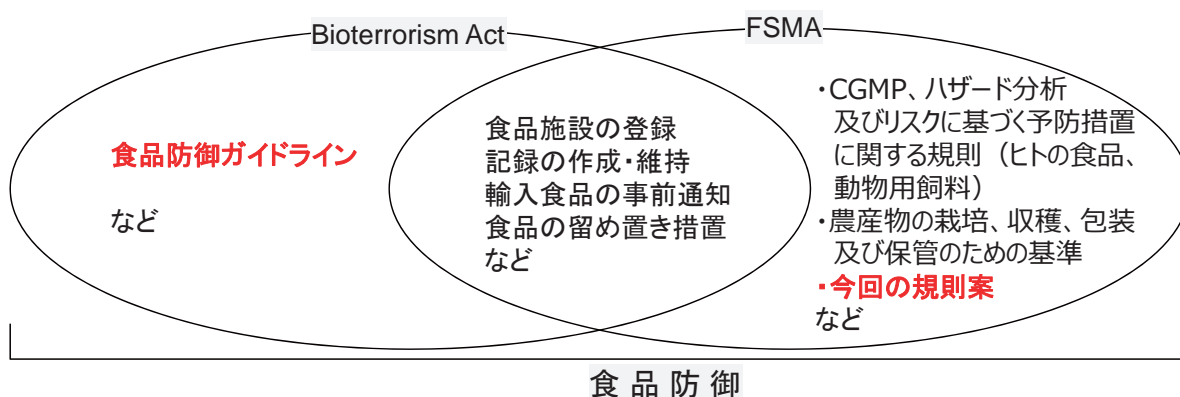 Bioterrorism Act
FSMA
食品防御ガイドライン
など
食品施設の登録
記録の作成・維持
輸入食品の事前通知
食品の留め置き措置
など
・CGMP、ハザード分析
及びリスクに基づく予防措置
に関する規則（ヒトの食品、
動物用飼料）
・農産物の栽培、収穫、包装
及び保管のための基準
・今回の規則案
など
食品防御